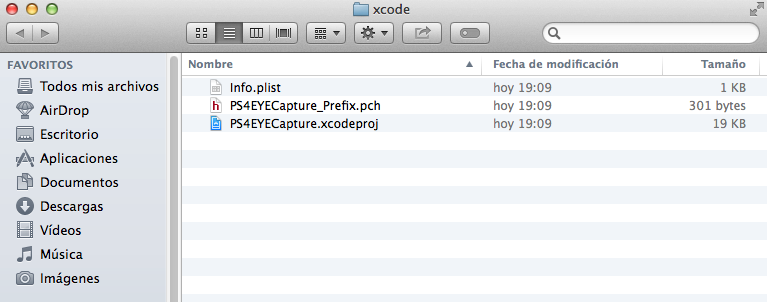 xcode
FAVORITOS
Todos mis archivos
AirDrop
Escritorio
Aplicaciones
Documentos
Descargas
Vídeos
Música
Imágenes
Nombre Fecha de modificación Tamaño
Info.plist hoy 19:09 1 KB
PS4EYECapture_Prefix.pch hoy 19:09 301 bytes
PS4EYECapture.xcodeproj hoy 19:09 19 KB